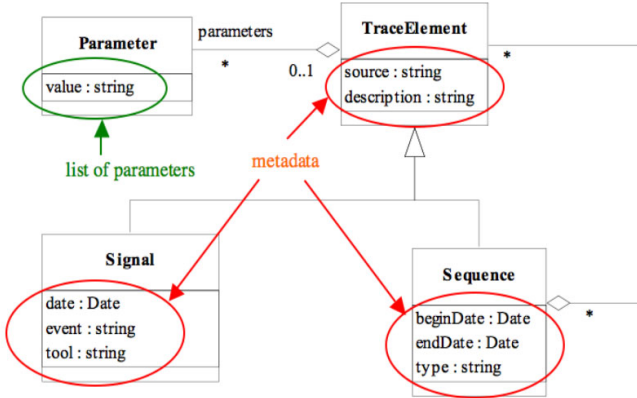 Parameter
value : string
parameters
*
0..1
TraceElement
source : string
description : string
*
list of parameters
metadata
Signal
date : Date
event : string
tool : string
Sequence
beginDate : Date
endDate : Date
type : string
*